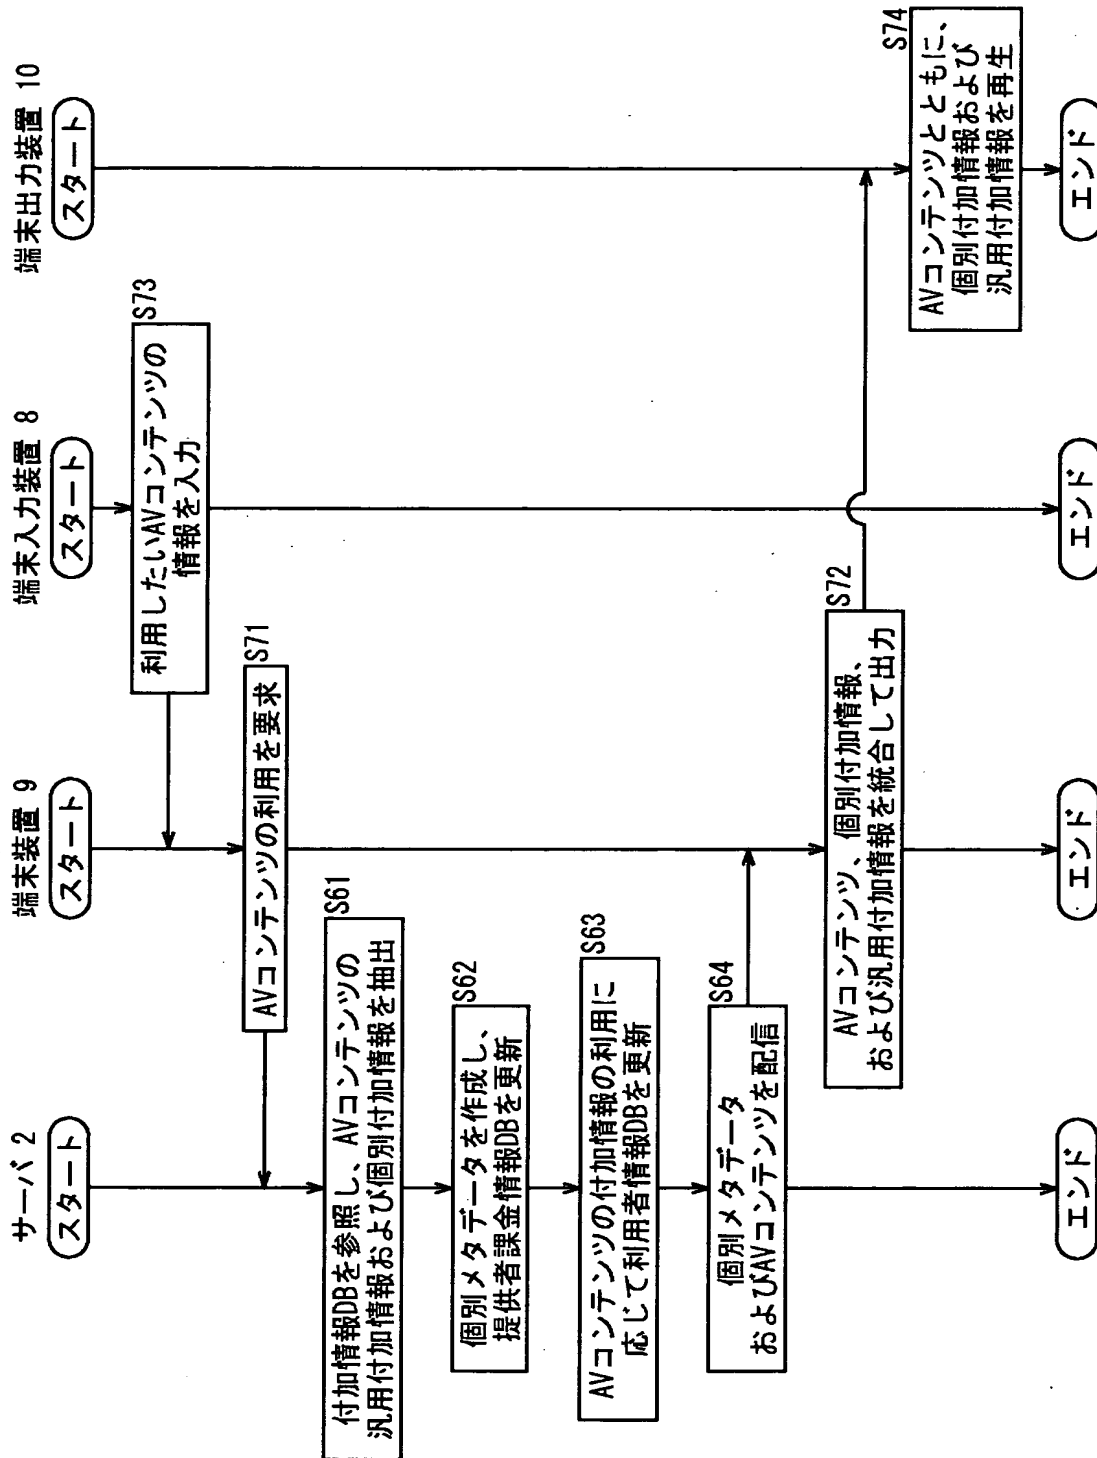 サーバ 2
スタート
付加情報DBを参照し、AVコンテンツの
汎用付加情報および個別付加情報を抽出
S61
個別メタデータを作成し、
提供者課金情報DBを更新
S62
AVコンテンツの付加情報の利用に
応じて利用者情報DBを更新
S63
個別メタデータ
およびAVコンテンツを配信
S64
エンド
端末装置 9
スタート
AVコンテンツの利用を要求
S71
AVコンテンツ、個別付加情報、
および汎用付加情報を統合して出力
S72
エンド
端末入力装置 8
スタート
利用したいAVコンテンツの
情報を入力
S73
エンド
端末出力装置 10
スタート
AVコンテンツとともに、
個別付加情報および
汎用付加情報を再生
S74
エンド